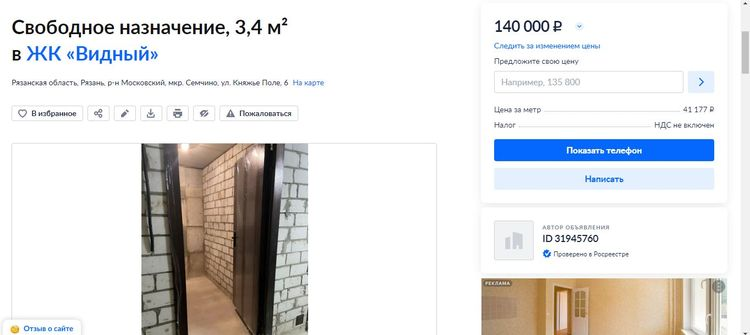 Свободное назначение, 3,4 м²
в ЖК «Видный»
Рязанская область, Рязань, р-н Московский, мкр. Семчино, ул. Княжье Поле, 6 На карте
В избранное
Пожаловаться
140 000 ₽
Следить за изменением цены
Предложите свою цену
Например, 135 800
Цена за метр 41 177 ₽
Налог НДС не включен
Показать телефон
Написать
АВТОР ОБЪЯВЛЕНИЯ
ID 31945760
Проверено в Росреестре
РЕКЛАМА
Отзыв о сайте